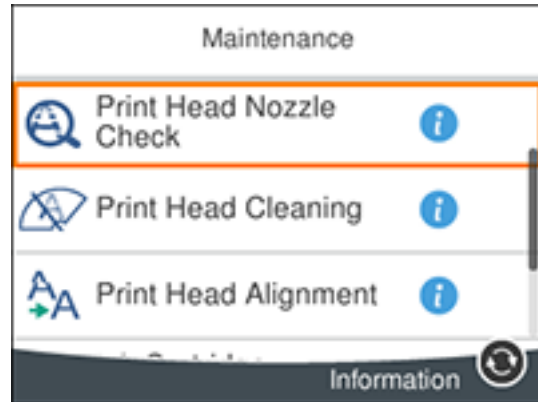 Maintenance
Print Head Nozzle
Check
Print Head Cleaning
Print Head Alignment
Information